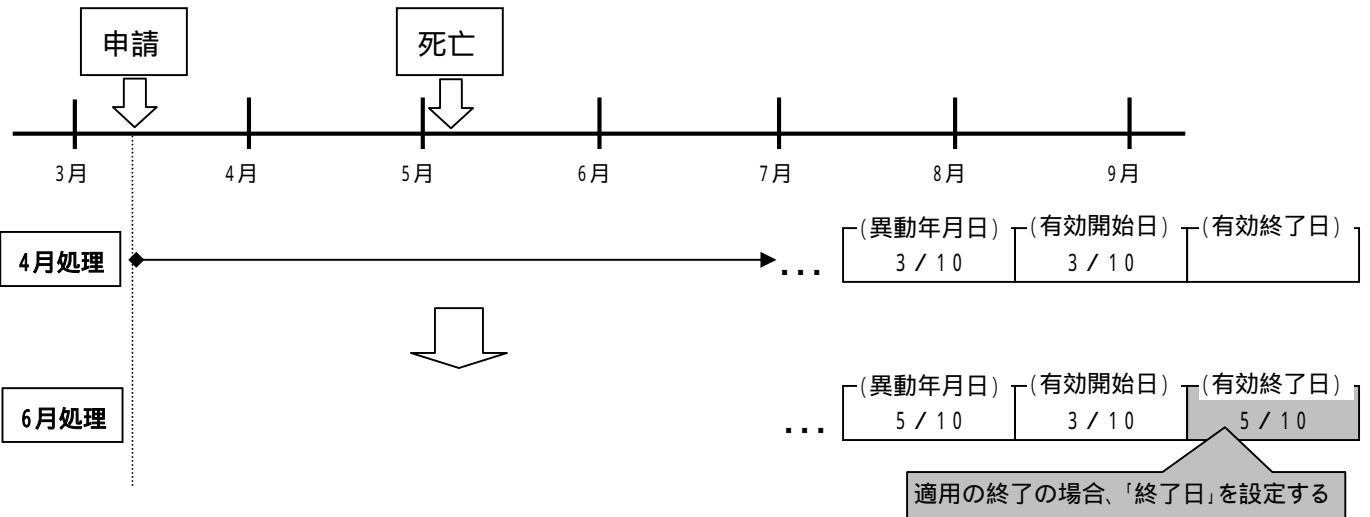 申請
死亡
3月
4月
5月
6月
7月
8月
9月
4月処理
...
(異動年月日)
(有効開始日)
(有効終了日)
3/10
3/10
6月処理
...
(異動年月日)
(有効開始日)
(有効終了日)
5/10
3/10
5/10
適用の終了の場合、「終了日」を設定する